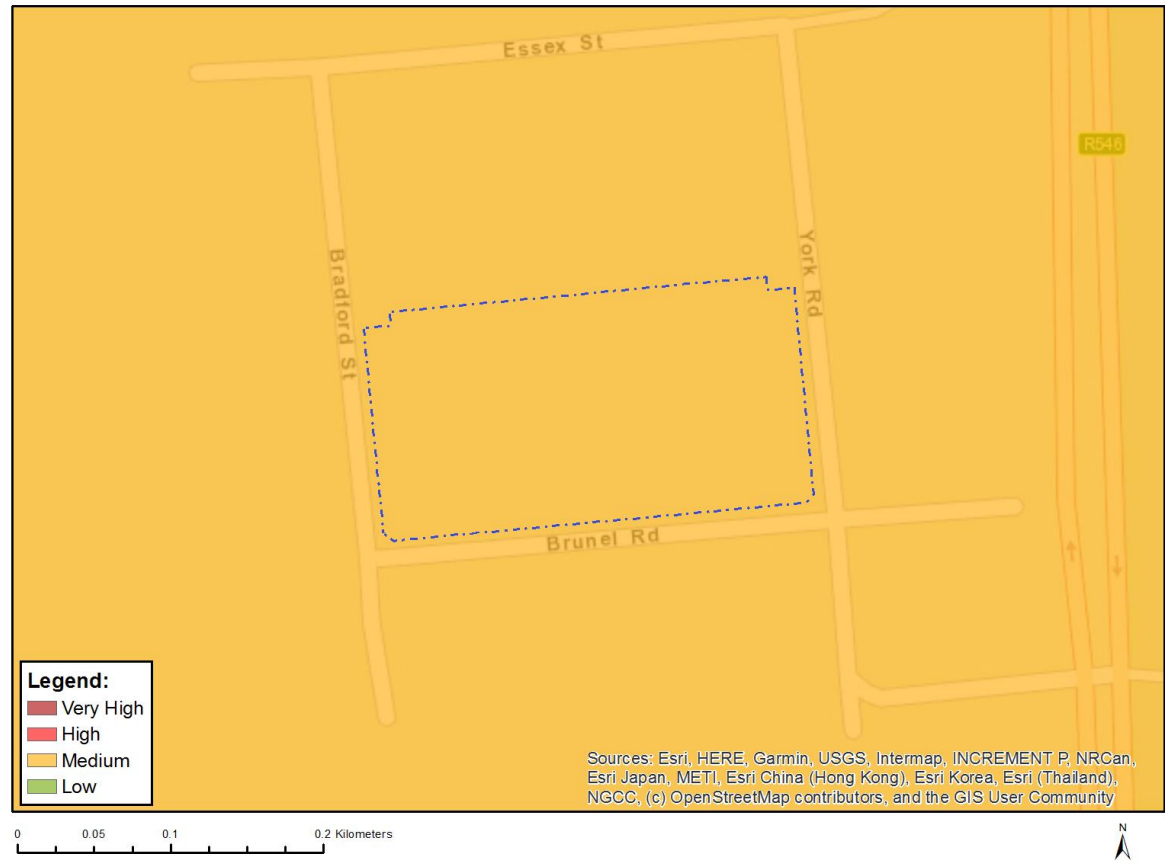 Essex St
R546
Bradford St
York Rd
Brunel Rd
Legend:
Very High
High
Medium
Low
Sources: Esri, HERE, Garmin, USGS, Intermap, INCREMENT P, NRCan,
Esri Japan, METI, Esri China (Hong Kong), Esri Korea, Esri (Thailand),
NGCC, (c) OpenStreetMap contributors, and the GIS User Community
0 0.05 0.1 0.2 Kilometers
N